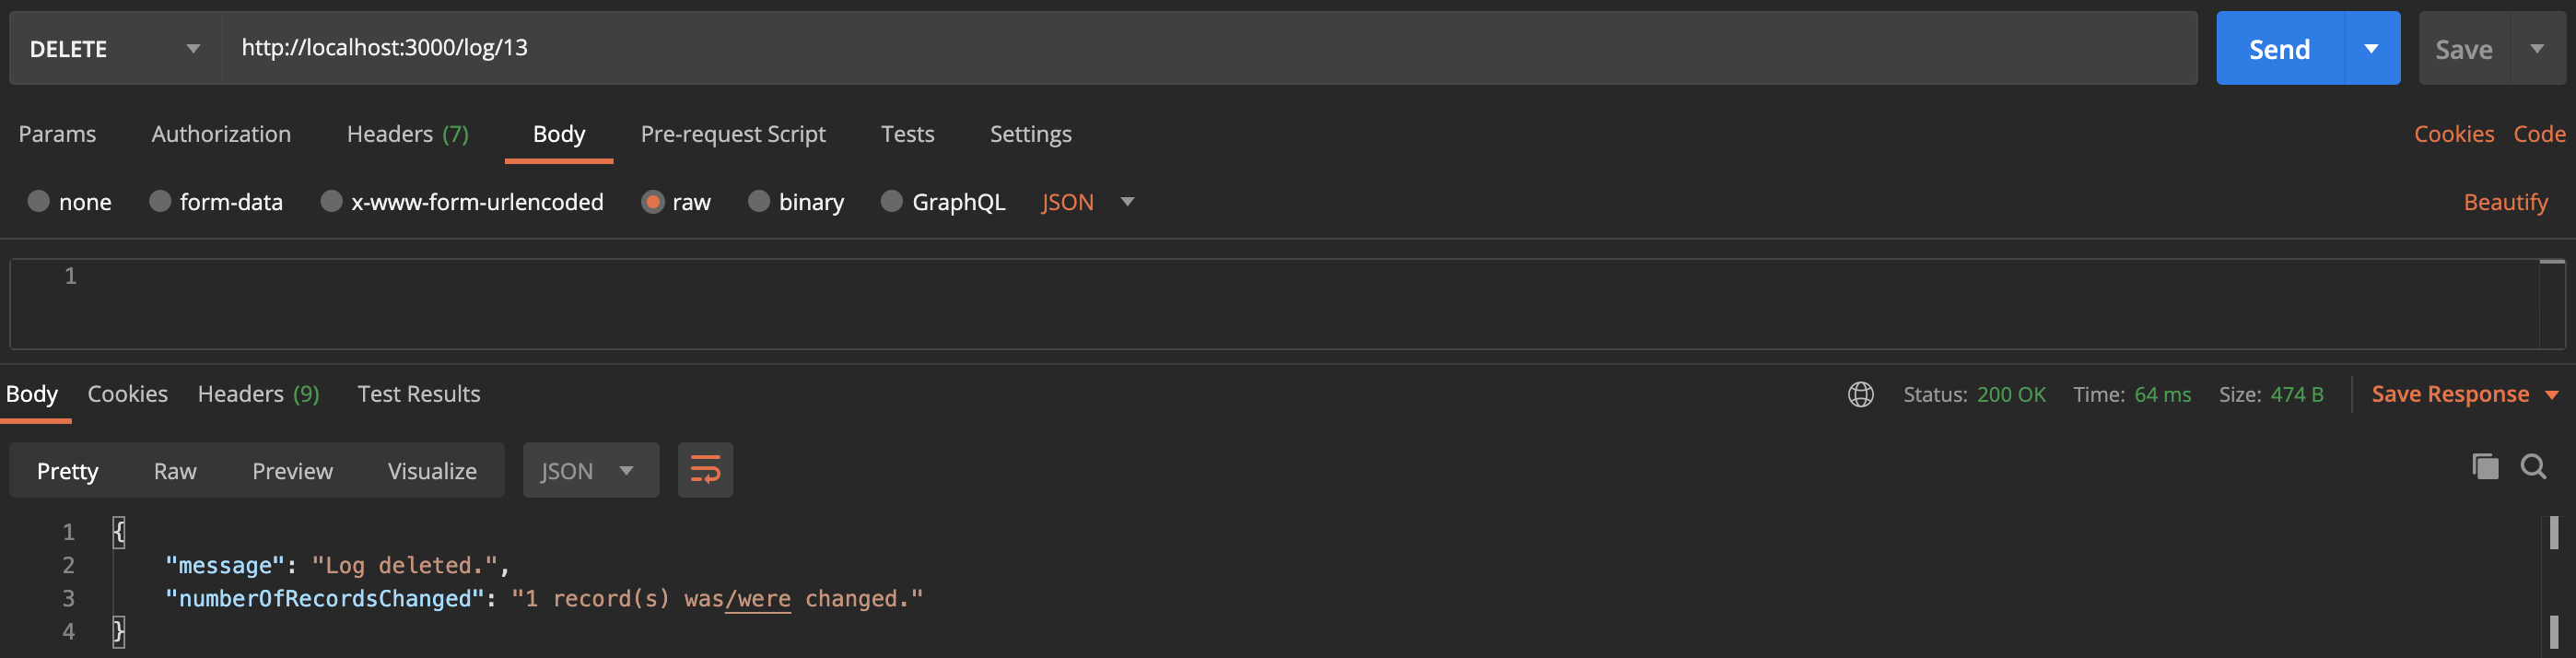 DELETE http://localhost:3000/log/13 Send Save
Params Authorization Headers (7) Body Pre-request Script Tests Settings Cookies Code
none form-data x-www-form-urlencoded raw binary GraphQL JSON Beautify
1
Body Cookies Headers (9) Test Results Status: 200 OK Time: 64 ms Size: 474 B Save Response
Pretty Raw Preview Visualize JSON
1 {
2 "message": "Log deleted.",
3 "numberOfRecordsChanged": "1 record(s) was/were changed."
4 }